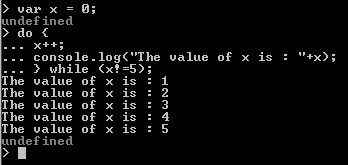 > var x = 0;
undefined
> do {
... x++;
... console.log("The value of x is : "+x);
... } while (x!=5);
The value of x is : 1
The value of x is : 2
The value of x is : 3
The value of x is : 4
The value of x is : 5
undefined
>